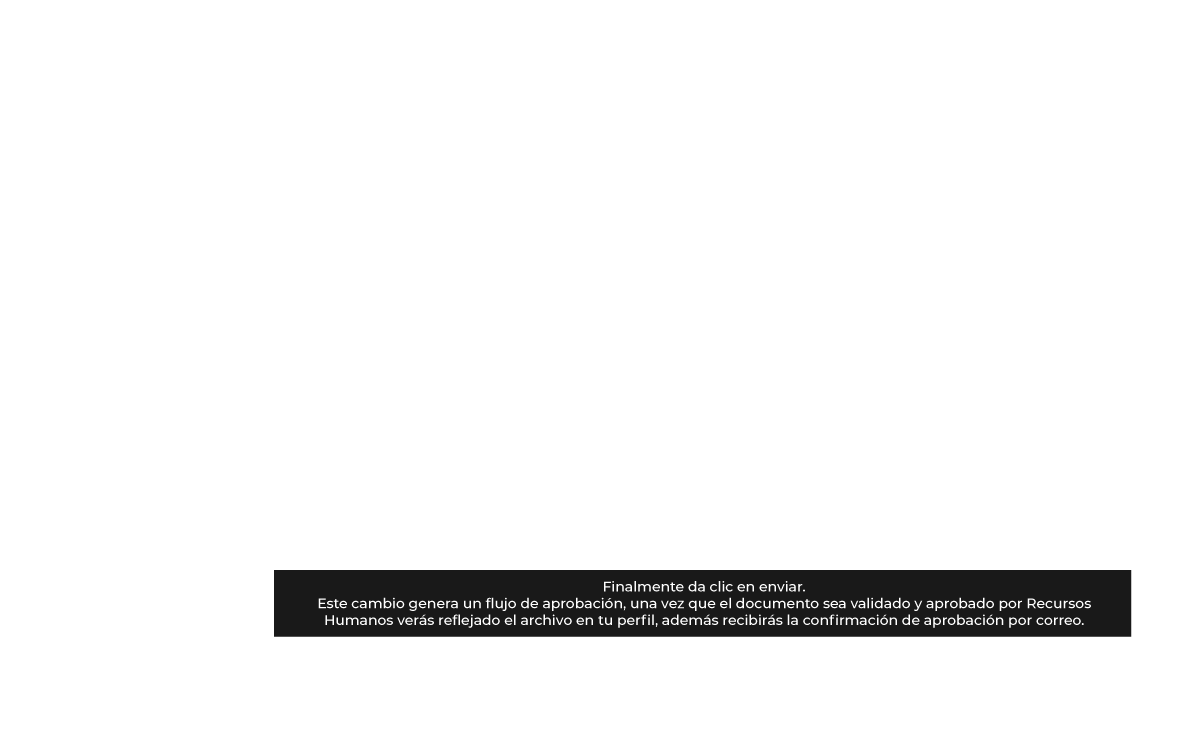 Finalmente da clic en enviar.
Este cambio genera un flujo de aprobación, una vez que el documento sea validado y aprobado por Recursos
Humanos verás reflejado el archivo en tu perfil, además recibirás la confirmación de aprobación por correo.